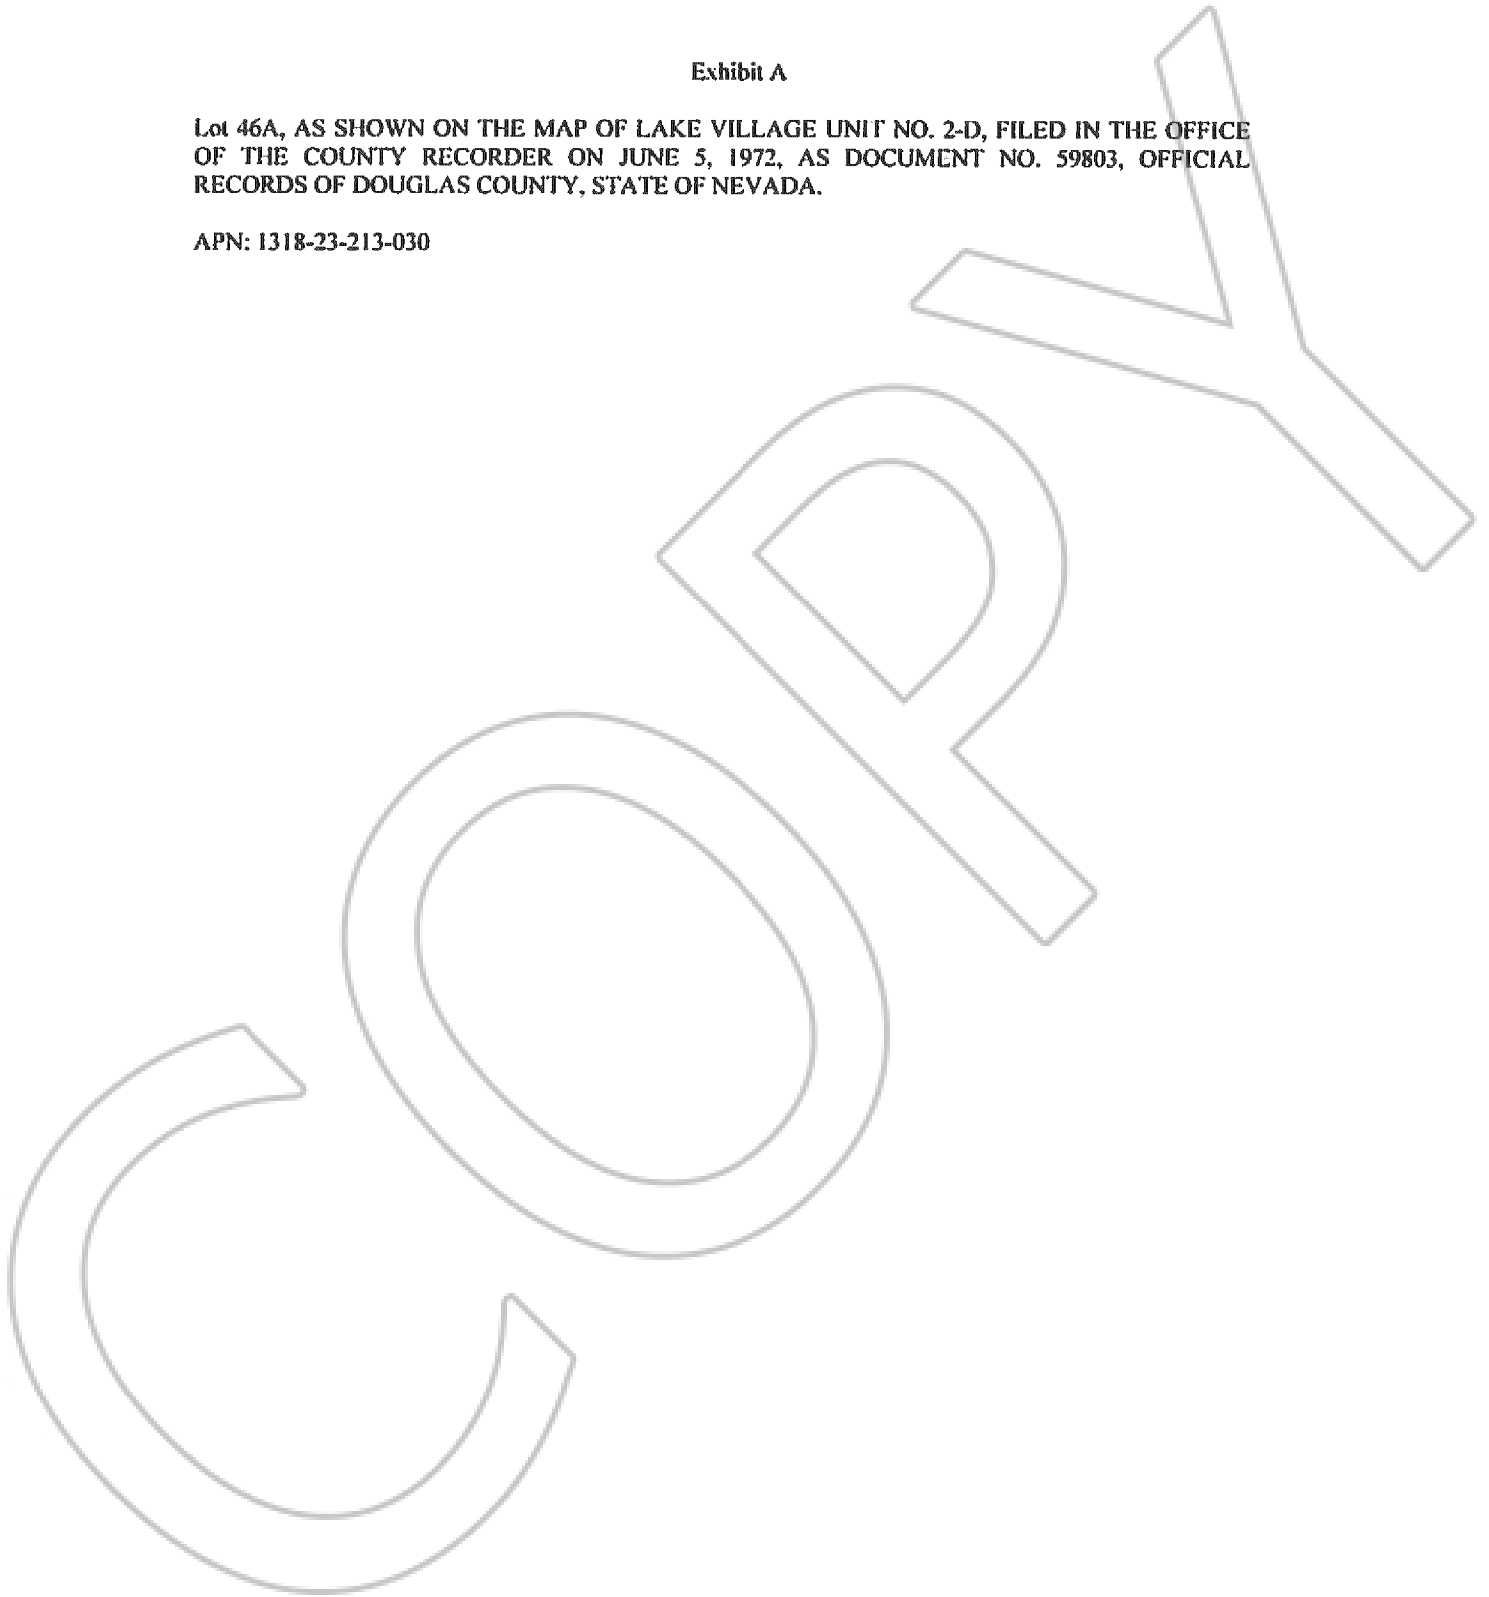 Exhibit A
Lot 46A, AS SHOWN ON THE MAP OF LAKE VILLAGE UNIT NO. 2-D, FILED IN THE OFFICE
OF THE COUNTY RECORDER ON JUNE 5, 1972, AS DOCUMENT NO. 59803, OFFICIAL
RECORDS OF DOUGLAS COUNTY, STATE OF NEVADA.
APN: 1318-23-213-030
COPY